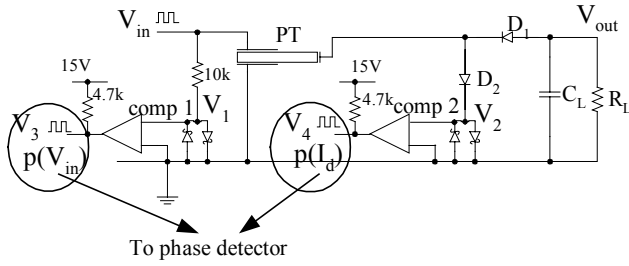 V_in
PT
D_1
V_out
15V
4.7k
10k
V_3
comp 1
V_1
p(V_in)
15V
4.7k
D_2
V_4
comp 2
V_2
p(I_d)
C_L
R_L
To phase detector